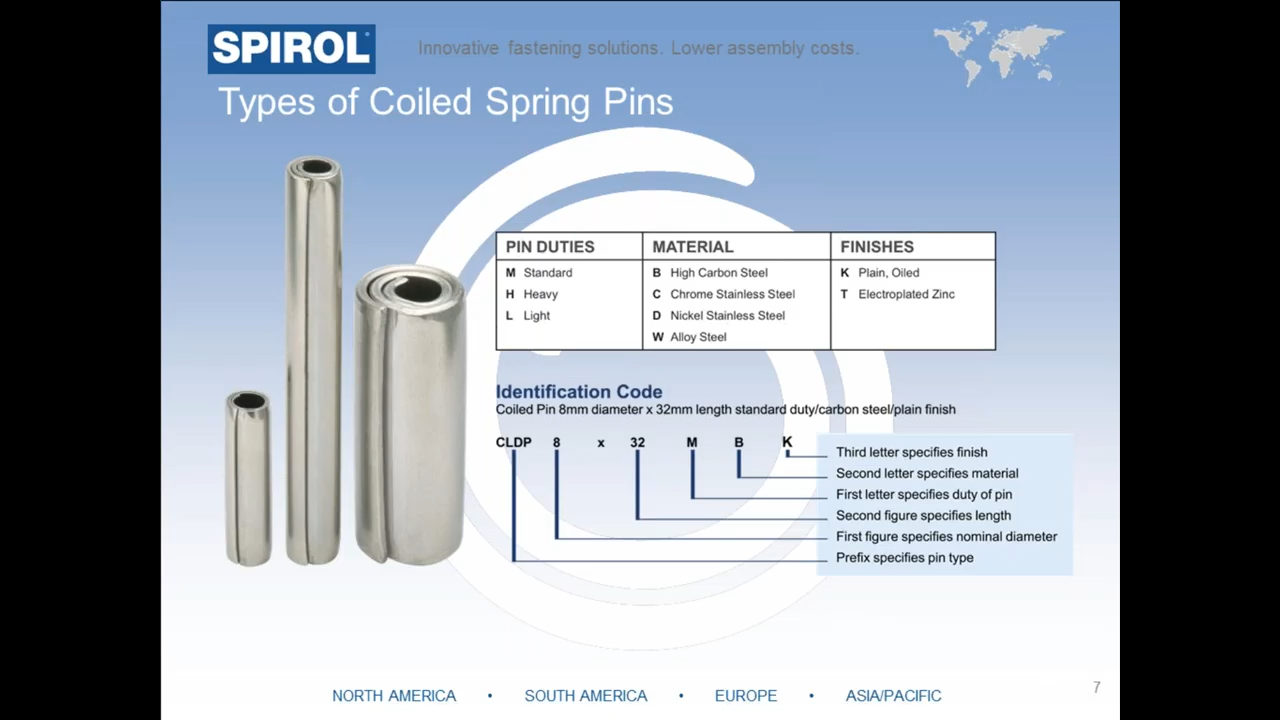 SPIROL®
Innovative fastening solutions. Lower assembly costs.
Types of Coiled Spring Pins
PIN DUTIES MATERIAL FINISHES
M Standard B High Carbon Steel K Plain, Oiled
H Heavy C Chrome Stainless Steel T Electroplated Zinc
L Light D Nickel Stainless Steel
W Alloy Steel
Identification Code
Coiled Pin 8mm diameter x 32mm length standard duty/carbon steel/plain finish
CLDP 8 x 32 M B K
Third letter specifies finish
Second letter specifies material
First letter specifies duty of pin
Second figure specifies length
First figure specifies nominal diameter
Prefix specifies pin type
7
NORTH AMERICA • SOUTH AMERICA • EUROPE • ASIA/PACIFIC